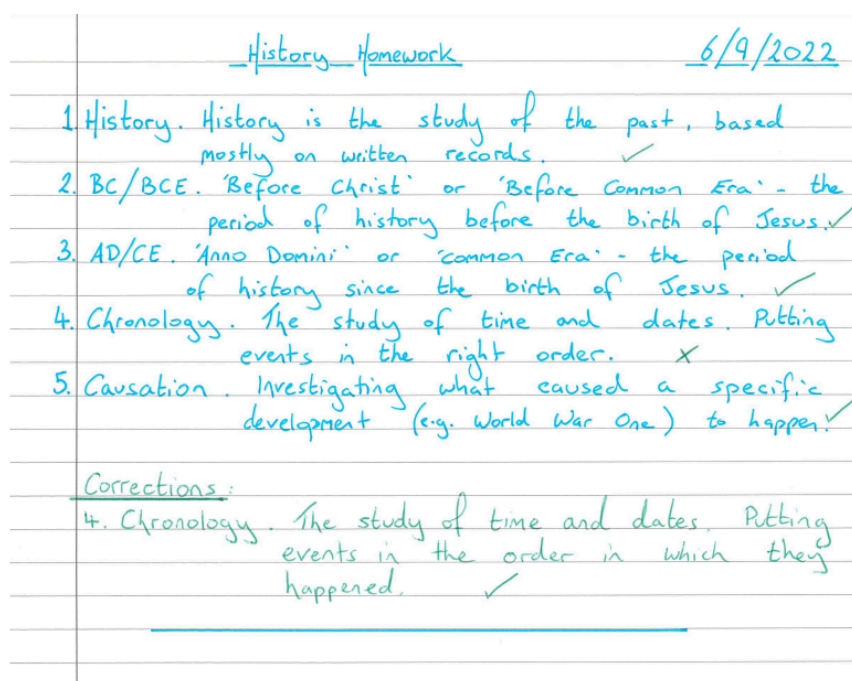 History Homework 6/9/2022
1. History. History is the study of the past, based
mostly on written records. ✓
2. BC/BCE. 'Before Christ' or 'Before Common Era' - the
period of history before the birth of Jesus. ✓
3. AD/CE. 'Anno Domini' or 'Common Era' - the period
of history since the birth of Jesus. ✓
4. Chronology. The study of time and dates. Putting
events in the right order. x
5. Causation. Investigating what caused a specific
development (e.g. World War One) to happen. ✓
Corrections:
4. Chronology. The study of time and dates. Putting
events in the order in which they
happened. ✓